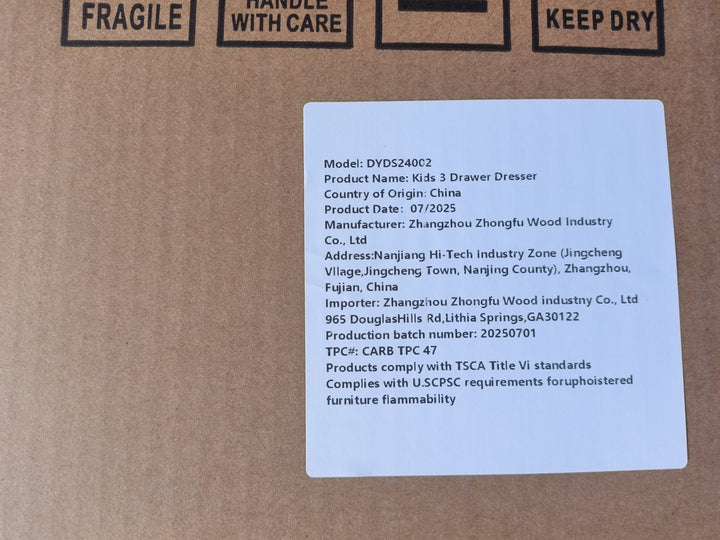 FRAGILE
HANDLE
WITH CARE
KEEP DRY
Model: DYDS24002
Product Name: Kids 3 Drawer Dresser
Country of Origin: China
Product Date: 07/2025
Manufacturer: Zhangzhou Zhongfu Wood Industry
Co., Ltd
Address:Nanjiang Hi-Tech Industry Zone (Jingcheng
Vllage,Jingcheng Town, Nanjing County), Zhangzhou,
Fujian, China
Importer: Zhangzhou Zhongfu Wood industny Co., Ltd
965 DouglasHills Rd,Lithia Springs,GA30122
Production batch number: 20250701
TPC#: CARB TPC 47
Products comply with TSCA Title Vi standards
Complies with U.SCPSC requirements foruphoistered
furniture flammability